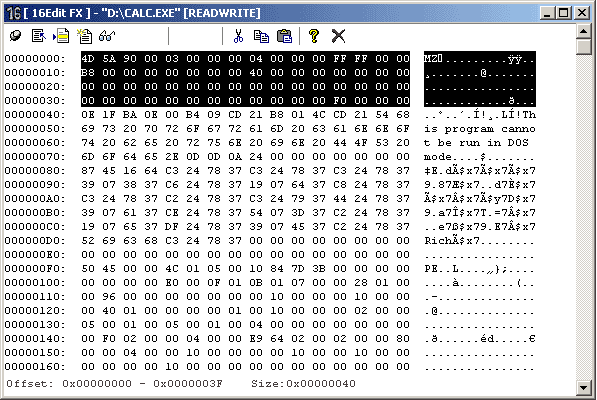 [ 16Edit FX ] - "D:\CALC.EXE" [READWRITE]
00000000: 4D 5A 90 00 03 00 00 00 04 00 00 00 FF FF 00 00 MZ▯.........ÿÿ..
00000010: B8 00 00 00 00 00 00 00 40 00 00 00 00 00 00 00 ¸.......@.......
00000020: 00 00 00 00 00 00 00 00 00 00 00 00 00 00 00 00 ................
00000030: 00 00 00 00 00 00 00 00 00 00 00 00 F0 00 00 00 ............ð...
00000040: 0E 1F BA 0E 00 B4 09 CD 21 B8 01 4C CD 21 54 68 ..º..´.Í!¸.LÍ!Th
00000050: 69 73 20 70 72 6F 67 72 61 6D 20 63 61 6E 6E 6F is program canno
00000060: 74 20 62 65 20 72 75 6E 20 69 6E 20 44 4F 53 20 t be run in DOS
00000070: 6D 6F 64 65 2E 0D 0D 0A 24 00 00 00 00 00 00 00 mode....$.......
00000080: 87 45 16 64 C3 24 78 37 C3 24 78 37 C3 24 78 37 ‡E.dÃ$x7Ã$x7Ã$x7
00000090: 39 07 38 37 C6 24 78 37 19 07 64 37 C8 24 78 37 9.87Æ$x7..d7È$x7
000000A0: C3 24 78 37 C2 24 78 37 C3 24 79 37 44 24 78 37 Ã$x7Â$x7Ã$y7D$x7
000000B0: 39 07 61 37 CE 24 78 37 54 07 3D 37 C2 24 78 37 9.a7Î$x7T.=7Â$x7
000000C0: 19 07 65 37 DF 24 78 37 39 07 45 37 C2 24 78 37 ..e7ß$x79.E7Â$x7
000000D0: 52 69 63 68 C3 24 78 37 00 00 00 00 00 00 00 00 RichÃ$x7........
000000E0: 00 00 00 00 00 00 00 00 00 00 00 00 00 00 00 00 ................
000000F0: 50 45 00 00 4C 01 05 00 10 84 7D 3B 00 00 00 00 PE..L....„};....
00000100: 00 00 00 00 E0 00 0F 01 0B 01 07 00 00 28 01 00 ....à........(..
00000110: 00 96 00 00 00 00 00 00 00 10 00 00 00 10 00 00 .–..............
00000120: 00 40 01 00 00 00 00 01 00 10 00 00 00 02 00 00 .@..............
00000130: 05 00 01 00 05 00 01 00 04 00 00 00 00 00 00 00 ................
00000140: 00 F0 02 00 00 04 00 00 E9 64 02 00 02 00 00 80 .ð......éd.....€
00000150: 00 00 04 00 00 10 00 00 00 00 10 00 00 10 00 00 ................
00000160: 00 00 00 00 10 00 00 00 00 00 00 00 00 00 00 00 ................
Offset: 0x00000000 - 0x0000003F Size:0x00000040